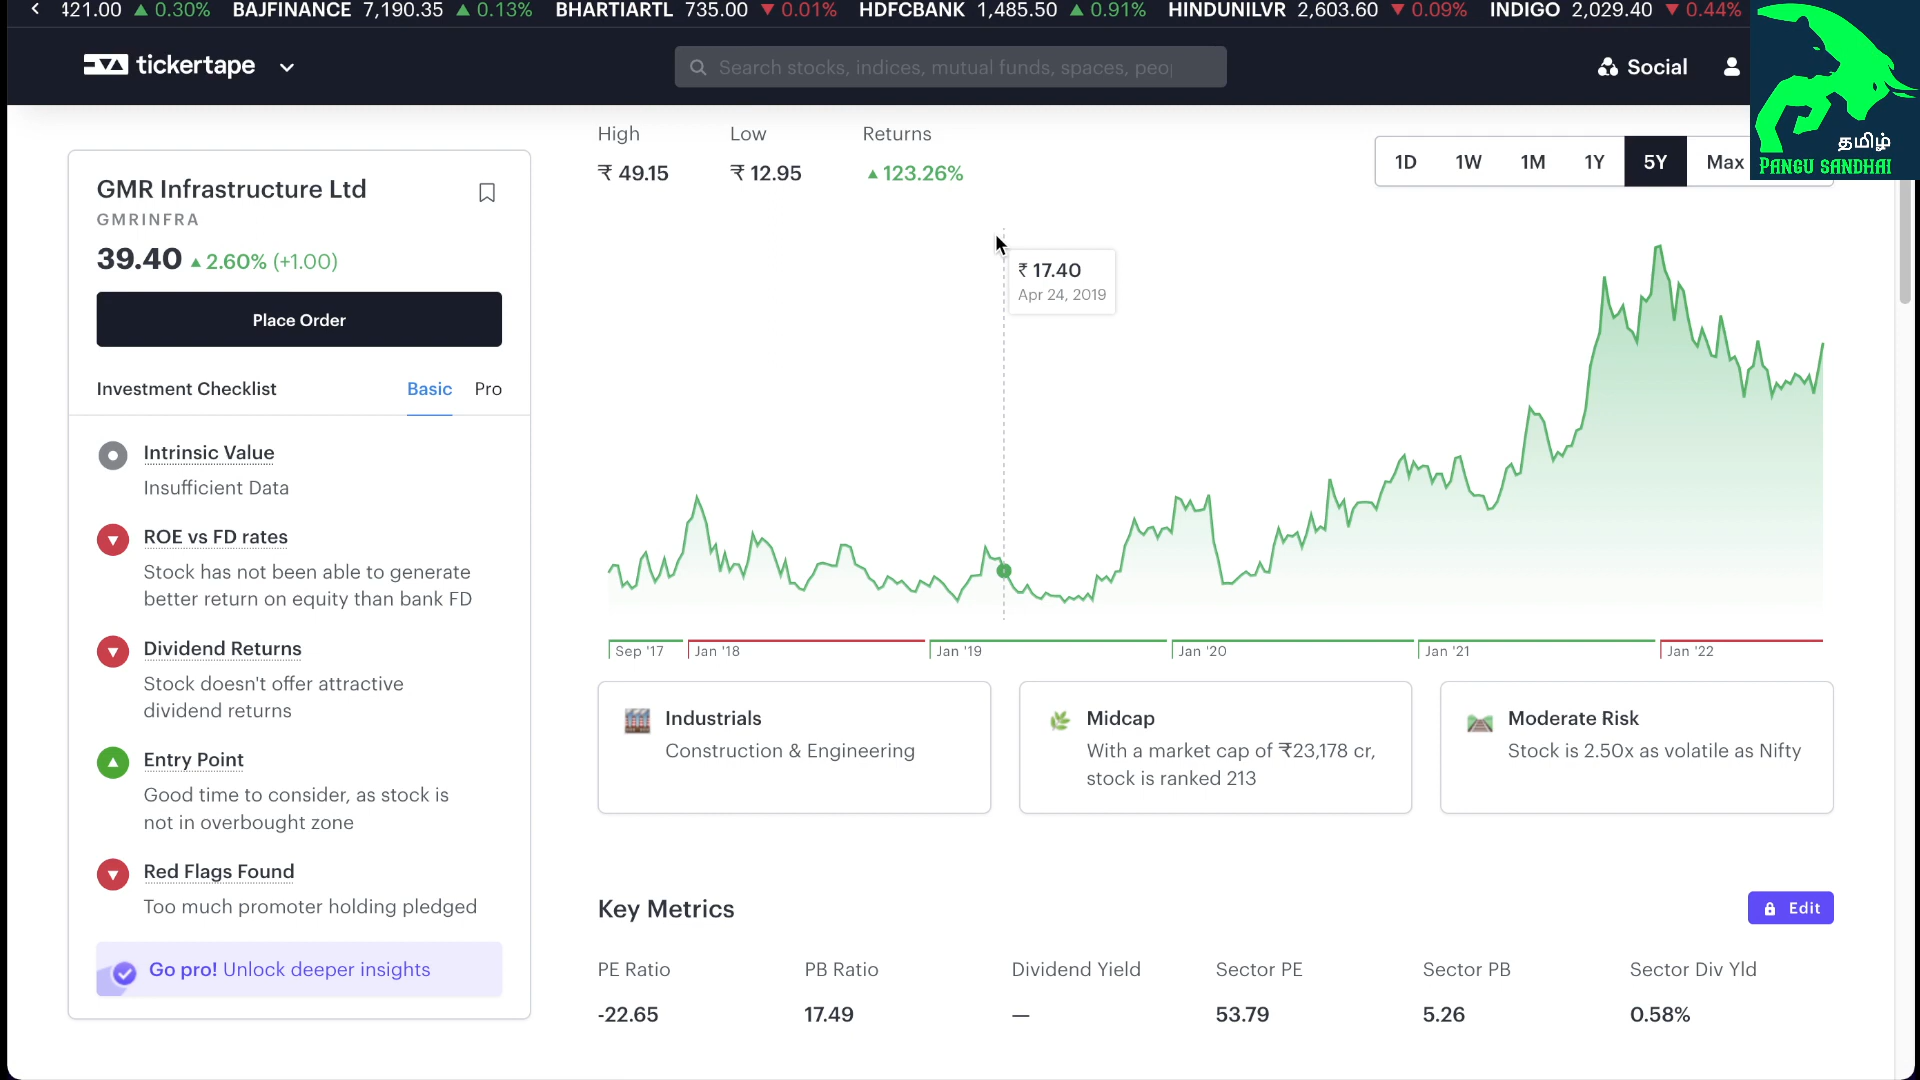 421.00 ▲ 0.30% BAJFINANCE 7,190.35 ▲ 0.13% BHARTIARTL 735.00 ▼ 0.01% HDFCBANK 1,485.50 ▲ 0.91% HINDUNILVR 2,603.60 ▼ 0.09% INDIGO 2,029.40 ▼ 0.44%
tickertape
Search stocks, indices, mutual funds, spaces, peo
Social
தமிழ்
PANGU SANDHAI
GMR Infrastructure Ltd
GMRINFRA
39.40 ▲ 2.60% (+1.00)
Place Order
Investment Checklist Basic Pro
Intrinsic Value
Insufficient Data
ROE vs FD rates
Stock has not been able to generate
better return on equity than bank FD
Dividend Returns
Stock doesn't offer attractive
dividend returns
Entry Point
Good time to consider, as stock is
not in overbought zone
Red Flags Found
Too much promoter holding pledged
Go pro! Unlock deeper insights
High Low Returns
₹ 49.15 ₹ 12.95 ▲ 123.26%
1D 1W 1M 1Y 5Y Max
₹ 17.40
Apr 24, 2019
Sep '17 Jan '18 Jan '19 Jan '20 Jan '21 Jan '22
Industrials
Construction & Engineering
Midcap
With a market cap of ₹23,178 cr,
stock is ranked 213
Moderate Risk
Stock is 2.50x as volatile as Nifty
Key Metrics
Edit
PE Ratio PB Ratio Dividend Yield Sector PE Sector PB Sector Div Yld
-22.65 17.49 — 53.79 5.26 0.58%